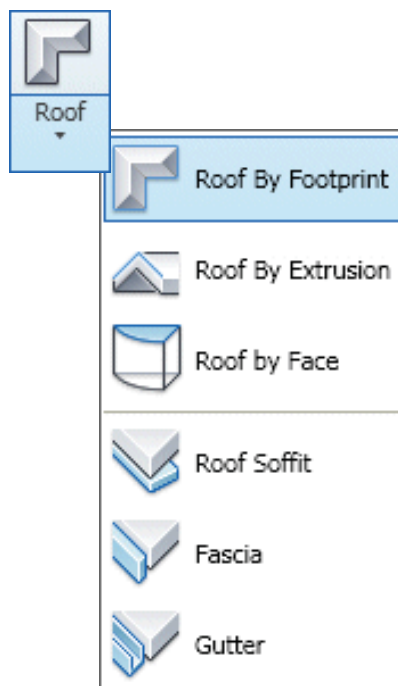 Roof
Roof By Footprint
Roof By Extrusion
Roof by Face
Roof Soffit
Fascia
Gutter